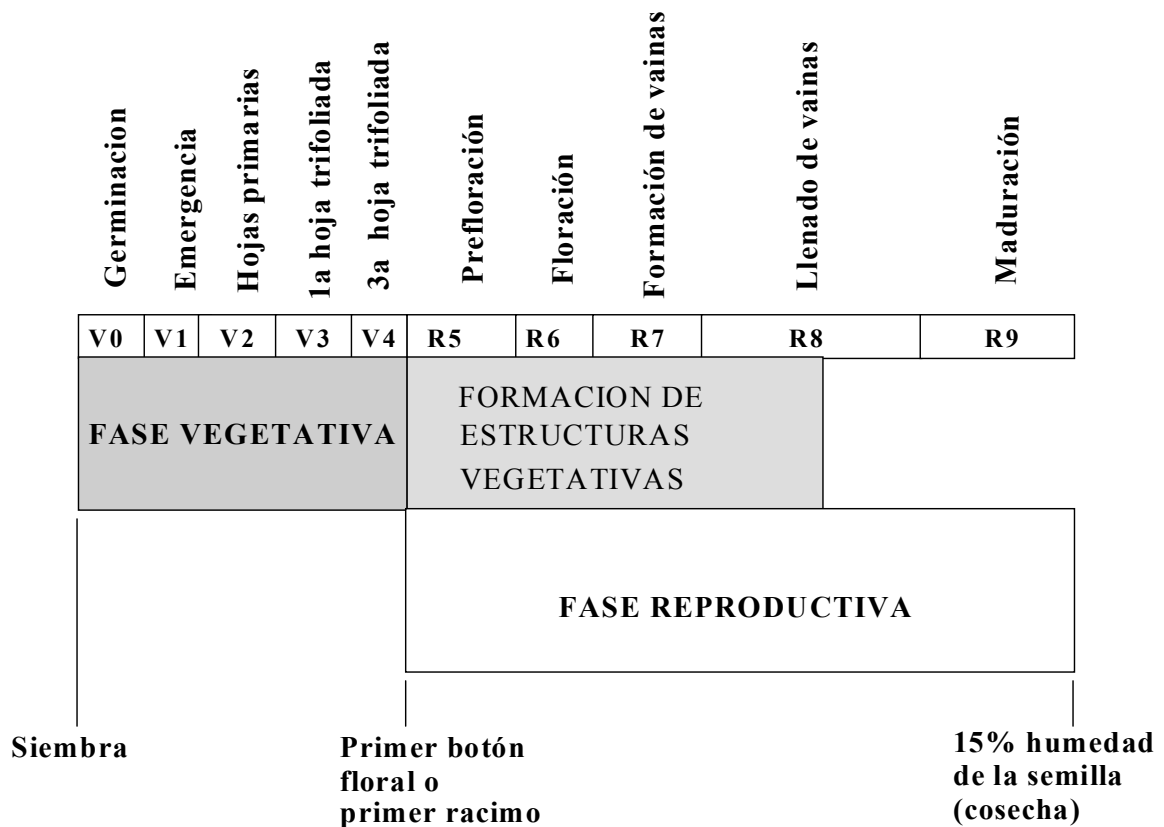 Germinacion
Emergencia
Hojas primarias
1a hoja trifoliada
3a hoja trifoliada
Prefloración
Floración
Formación de vainas
Llenado de vainas
Maduración
V0 V1 V2 V3 V4 R5 R6 R7 R8 R9
FASE VEGETATIVA
FORMACION DE
ESTRUCTURAS
VEGETATIVAS
FASE REPRODUCTIVA
Siembra
Primer botón
floral o
primer racimo
15% humedad
de la semilla
(cosecha)